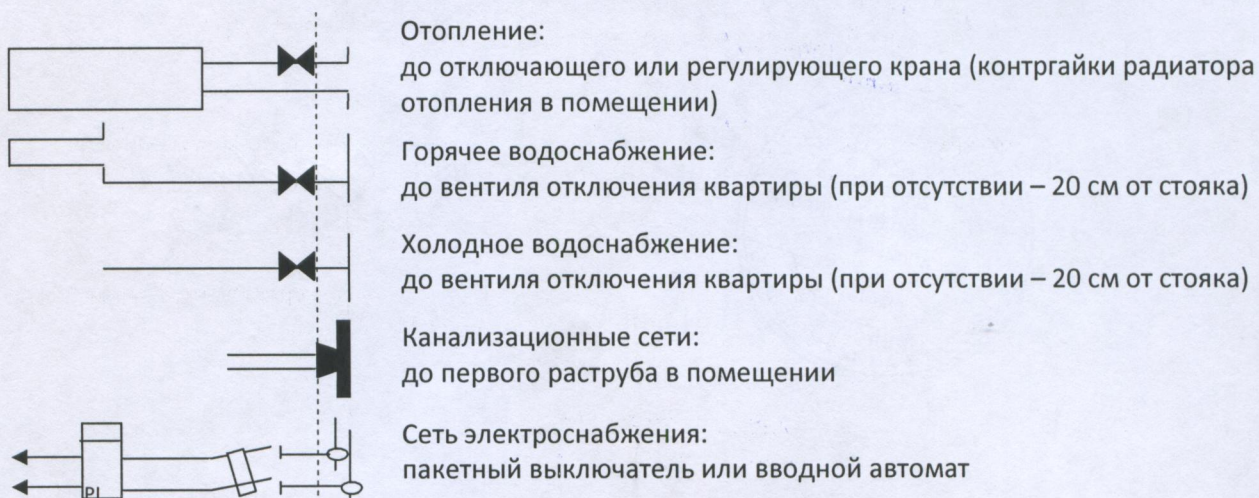 Отопление:
до отключающего или регулирующего крана (контргайки радиатора
отопления в помещении)
Горячее водоснабжение:
до вентиля отключения квартиры (при отсутствии – 20 см от стояка)
Холодное водоснабжение:
до вентиля отключения квартиры (при отсутствии – 20 см от стояка)
Канализационные сети:
до первого раструба в помещении
Сеть электроснабжения:
пакетный выключатель или вводной автомат